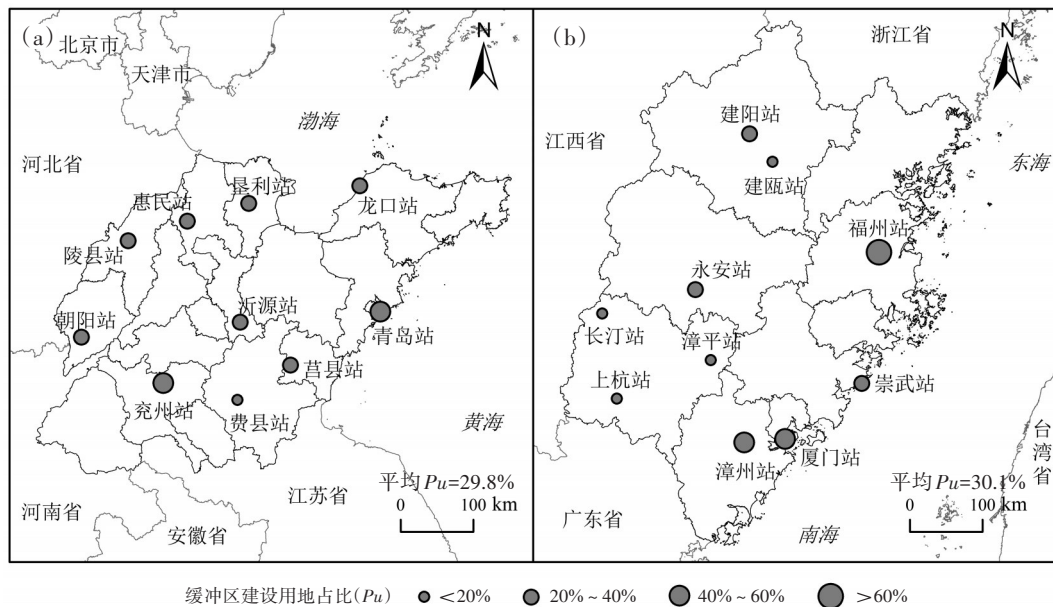 (a)
N
北京市
天津市
渤海
河北省
垦利站
惠民站
龙口站
陵县站
沂源站
朝阳站
青岛站
莒县站
兖州站
费县站
黄海
平均Pu=29.8%
0 100 km
江苏省
河南省
安徽省
(b)
N
浙江省
建阳站
江西省
建瓯站
东海
福州站
永安站
长汀站
漳平站
上杭站
崇武站
厦门站
漳州站
台湾省
平均Pu=30.1%
0 100 km
广东省
南海
缓冲区建设用地占比(Pu) <20% 20%~40% 40%~60% >60%